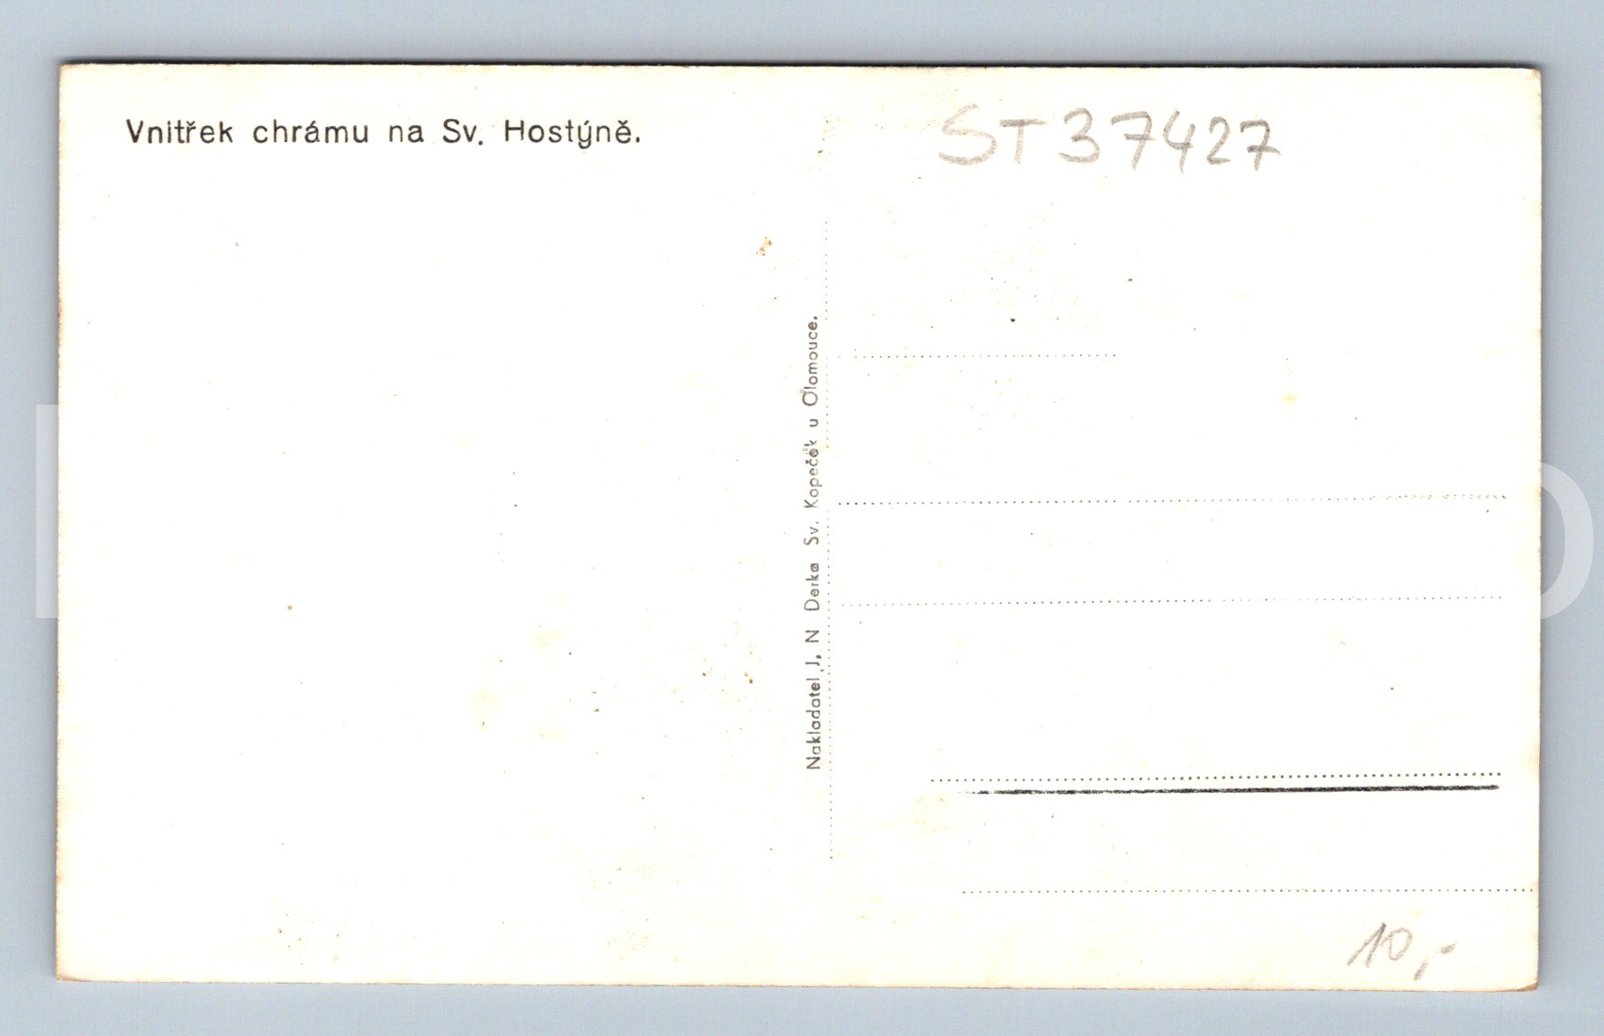 Vnitřek chrámu na Sv. Hostýně.
ST37427
Nakladatel J. N Derka Sv. Kopeček u Olomouce.
10,-